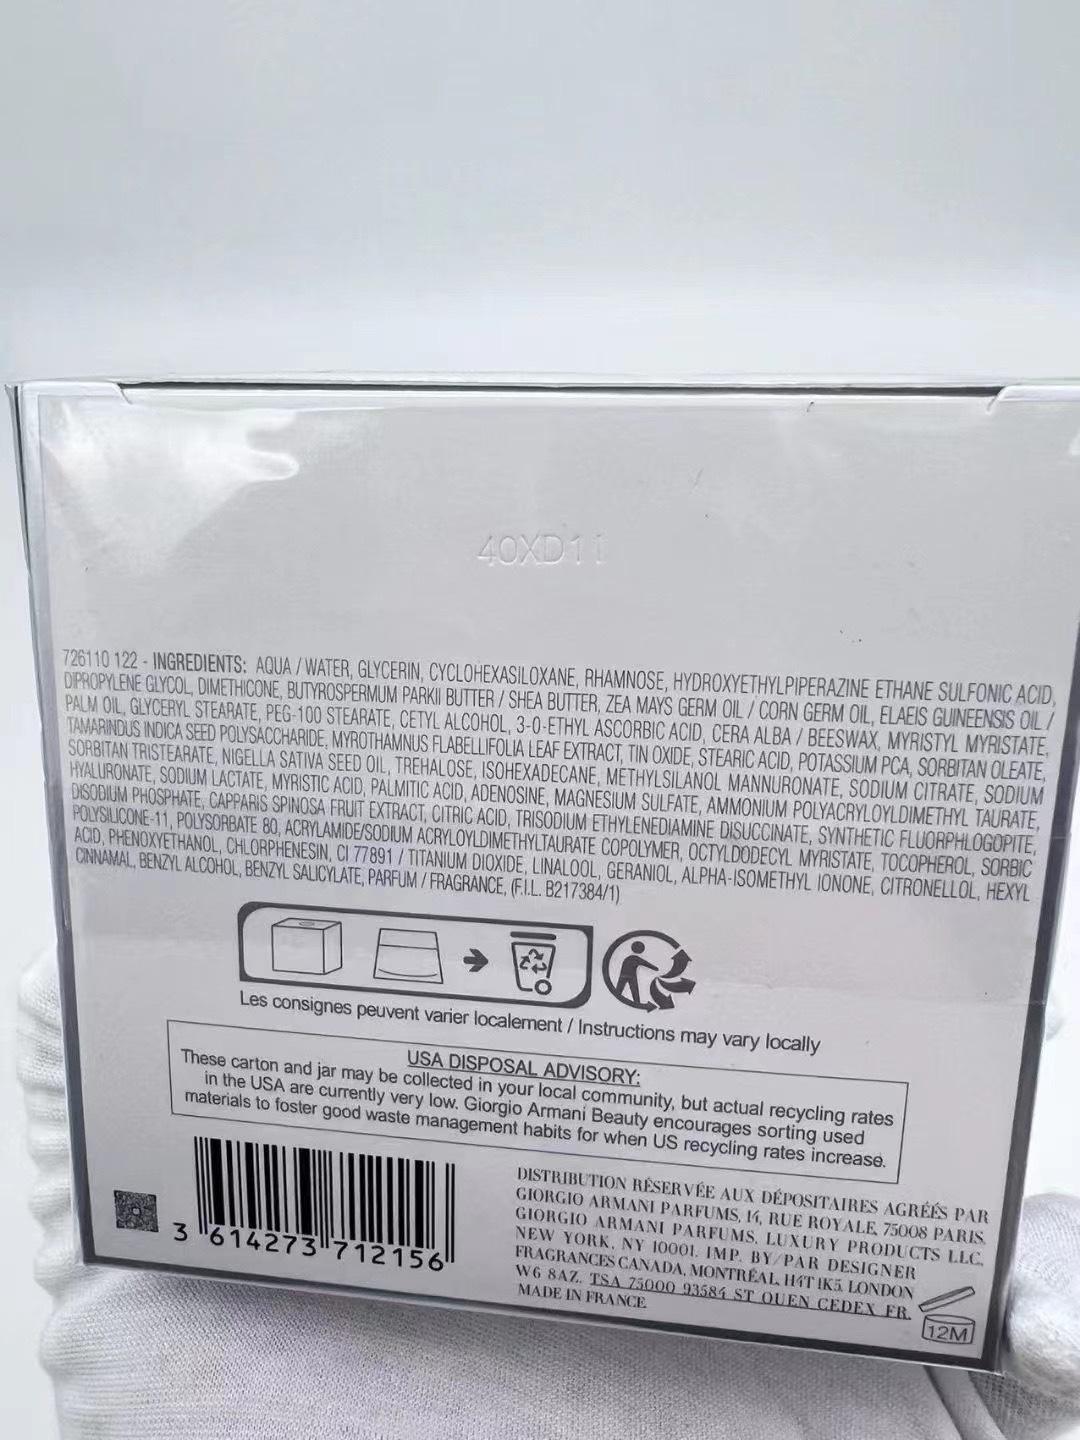 40XD11
726110 122 - INGREDIENTS: AQUA / WATER, GLYCERIN, CYCLOHEXASILOXANE, RHAMNOSE, HYDROXYETHYLPIPERAZINE ETHANE SULFONIC ACID,
DIPROPYLENE GLYCOL, DIMETHICONE, BUTYROSPERMUM PARKII BUTTER / SHEA BUTTER, ZEA MAYS GERM OIL / CORN GERM OIL, ELAEIS GUINEENSIS OIL /
PALM OIL, GLYCERYL STEARATE, PEG-100 STEARATE, CETYL ALCOHOL, 3-O-ETHYL ASCORBIC ACID, CERA ALBA / BEESWAX, MYRISTYL MYRISTATE,
TAMARINDUS INDICA SEED POLYSACCHARIDE, MYROTHAMNUS FLABELLIFOLIA LEAF EXTRACT, TIN OXIDE, STEARIC ACID, POTASSIUM PCA, SORBITAN OLEATE,
SORBITAN TRISTEARATE, NIGELLA SATIVA SEED OIL, TREHALOSE, ISOHEXADECANE, METHYLSILANOL MANNURONATE, SODIUM CITRATE, SODIUM
HYALURONATE, SODIUM LACTATE, MYRISTIC ACID, PALMITIC ACID, ADENOSINE, MAGNESIUM SULFATE, AMMONIUM POLYACRYLOYLDIMETHYL TAURATE,
DISODIUM PHOSPHATE, CAPPARIS SPINOSA FRUIT EXTRACT, CITRIC ACID, TRISODIUM ETHYLENEDIAMINE DISUCCINATE, SYNTHETIC FLUORPHLOGOPITE,
POLYSILICONE-11, POLYSORBATE 80, ACRYLAMIDE/SODIUM ACRYLOYLDIMETHYLTAURATE COPOLYMER, OCTYLDODECYL MYRISTATE, TOCOPHEROL, SORBIC
ACID, PHENOXYETHANOL, CHLORPHENESIN, CI 77891 / TITANIUM DIOXIDE, LINALOOL, GERANIOL, ALPHA-ISOMETHYL IONONE, CITRONELLOL, HEXYL
CINNAMAL, BENZYL ALCOHOL, BENZYL SALICYLATE, PARFUM / FRAGRANCE, (F.I.L. B217384/1)
Les consignes peuvent varier localement / Instructions may vary locally
USA DISPOSAL ADVISORY:
These carton and jar may be collected in your local community, but actual recycling rates
in the USA are currently very low. Giorgio Armani Beauty encourages sorting used
materials to foster good waste management habits for when US recycling rates increase.
3 614273 712156
DISTRIBUTION RÉSERVÉE AUX DÉPOSITAIRES AGRÉÉS PAR
GIORGIO ARMANI PARFUMS, 14, RUE ROYALE, 75008 PARIS.
GIORGIO ARMANI PARFUMS, LUXURY PRODUCTS LLC,
NEW YORK, NY 10001. IMP. BY/PAR DESIGNER
FRAGRANCES CANADA, MONTRÉAL, H4T 1K5. LONDON
W6 8AZ. TSA 75000 93584 ST OUEN CEDEX FR.
MADE IN FRANCE
12M